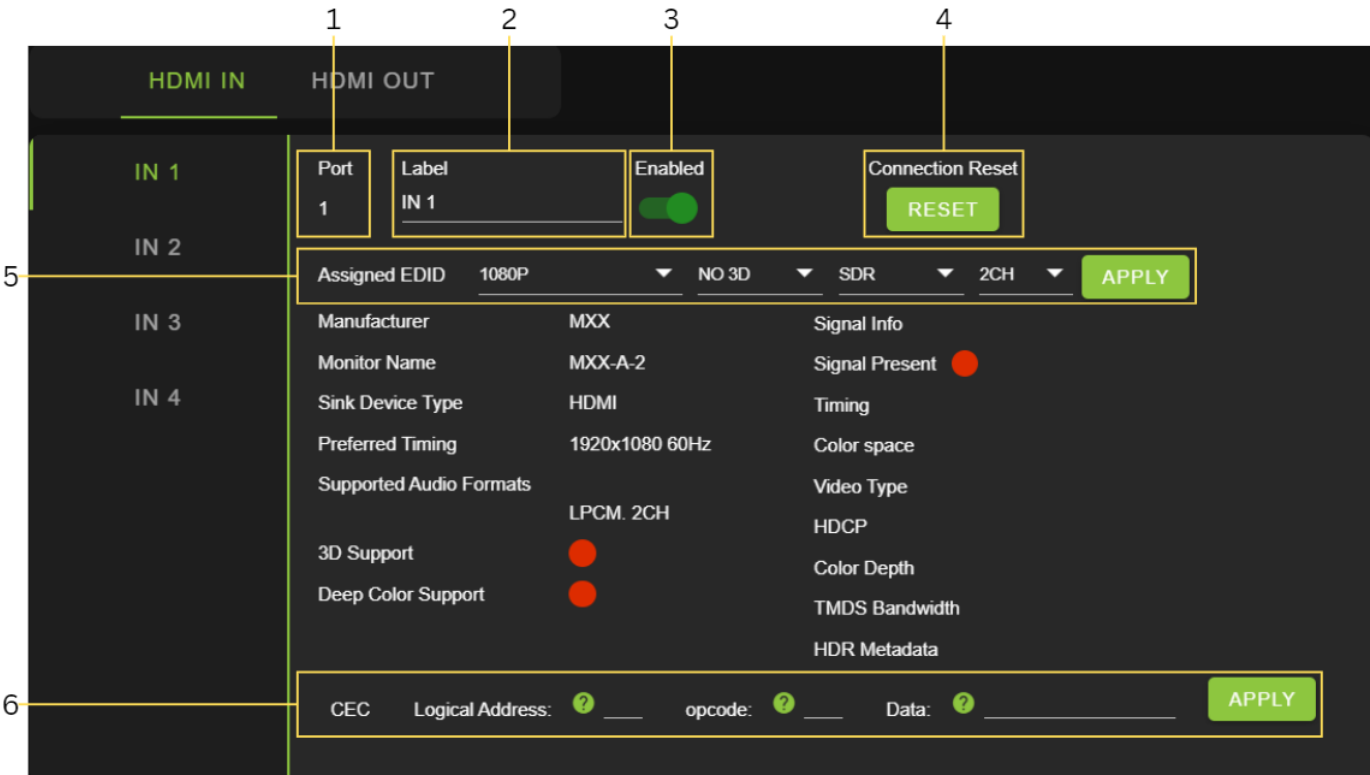 1 2 3 4
HDMI IN HDMI OUT
IN 1
IN 2
IN 3
IN 4
Port Label Enabled Connection Reset
1 IN 1 RESET
5 Assigned EDID 1080P NO 3D SDR 2CH APPLY
Manufacturer MXX Signal Info
Monitor Name MXX-A-2 Signal Present
Sink Device Type HDMI Timing
Preferred Timing 1920x1080 60Hz Color space
Supported Audio Formats Video Type
LPCM. 2CH HDCP
3D Support Color Depth
Deep Color Support TMDS Bandwidth
HDR Metadata
6 CEC Logical Address: ? opcode: ? Data: ? APPLY